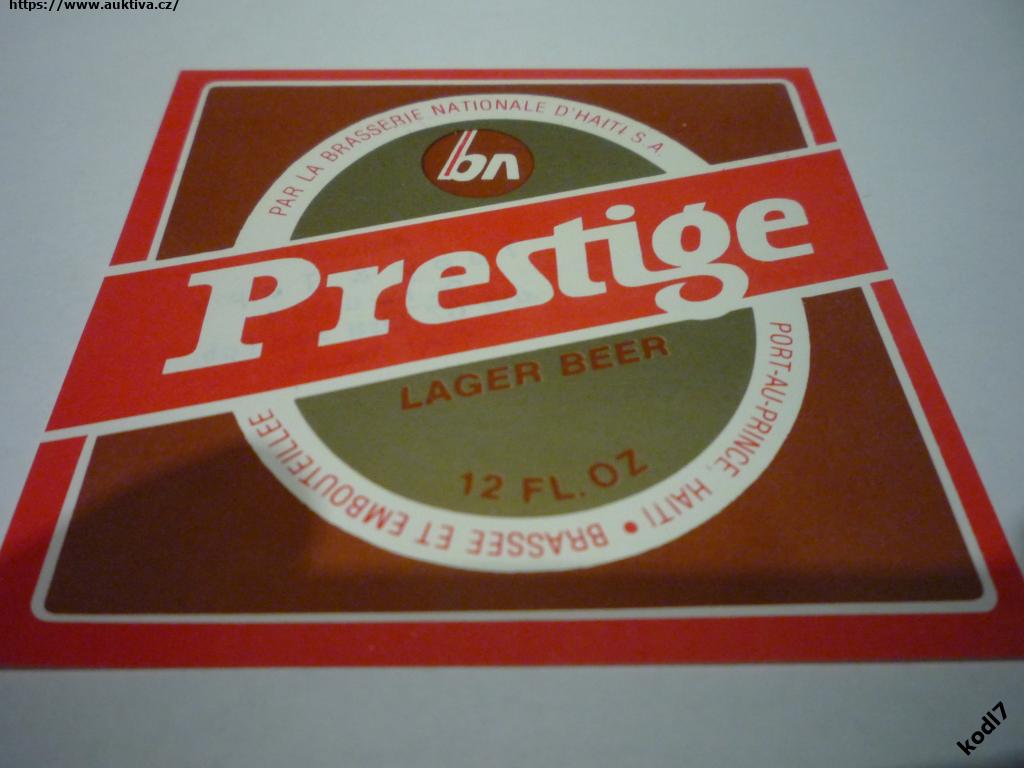 https://www.auktiva.cz/
PAR LA BRASSERIE NATIONALE D'HAITI S.A.
bn
Prestige
LAGER BEER
12 FL. OZ
PORT-AU-PRINCE, HAITI • BRASSEE ET EMBOUTEILLEE
kodl7